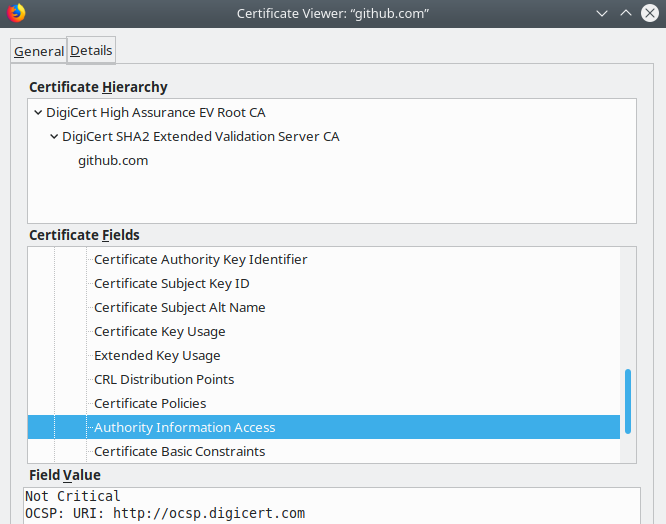 Certificate Viewer: “github.com”
General Details
Certificate Hierarchy
DigiCert High Assurance EV Root CA
DigiCert SHA2 Extended Validation Server CA
github.com
Certificate Fields
Certificate Authority Key Identifier
Certificate Subject Key ID
Certificate Subject Alt Name
Certificate Key Usage
Extended Key Usage
CRL Distribution Points
Certificate Policies
Authority Information Access
Certificate Basic Constraints
Field Value
Not Critical
OCSP: URI: http://ocsp.digicert.com